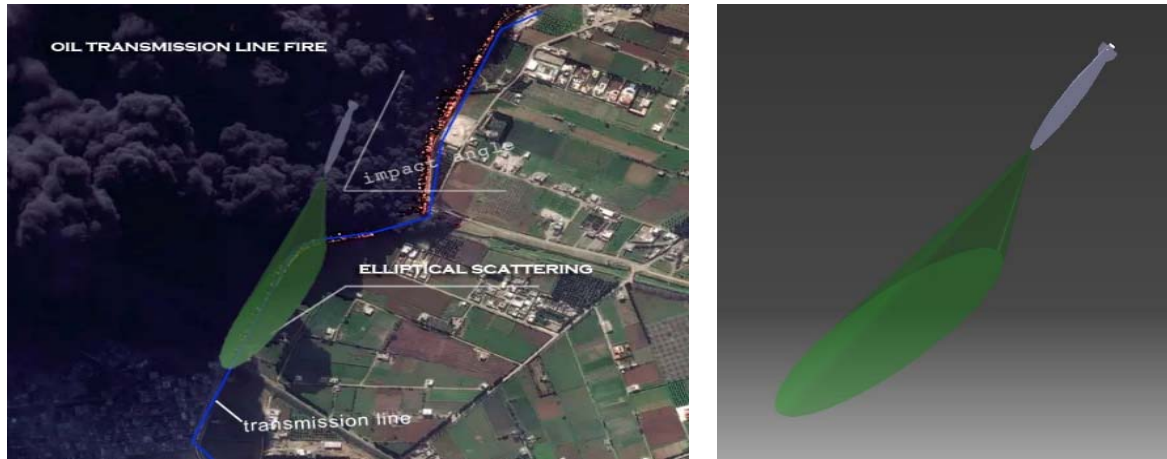 OIL TRANSMISSION LINE FIRE
impact angle
ELLIPTICAL SCATTERING
transmission line